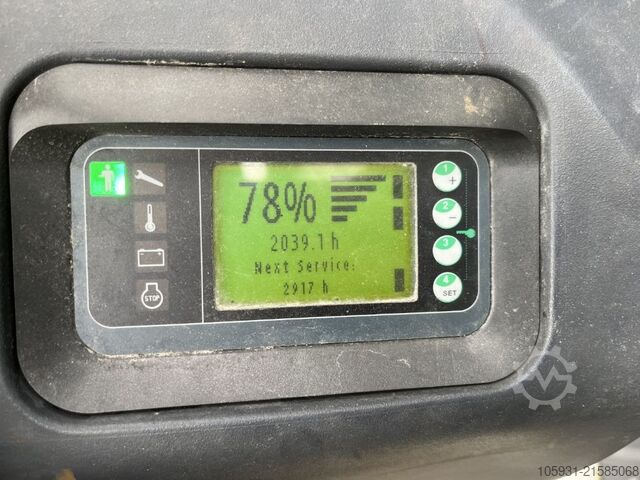 78%
2039.1 h
Next Service:
2917 h
STOP
1
+
2
−
3
4
SET
105931-21585068